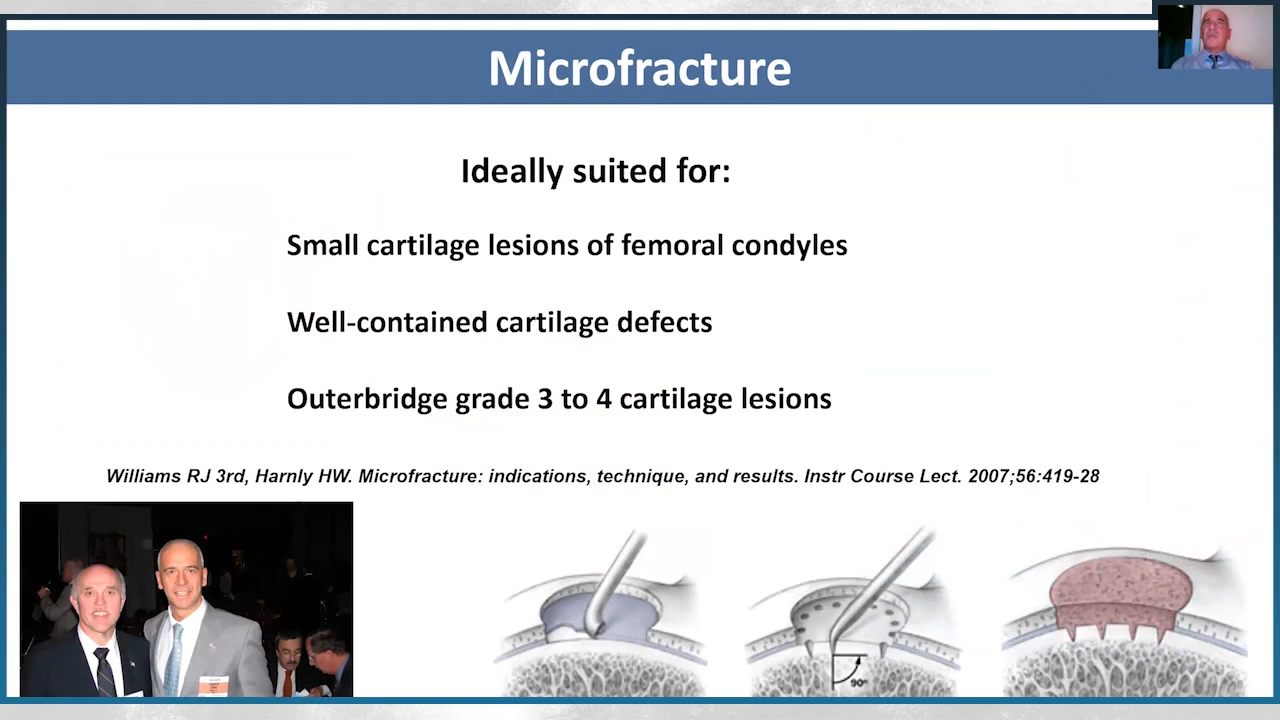 Microfracture
Ideally suited for:
Small cartilage lesions of femoral condyles
Well-contained cartilage defects
Outerbridge grade 3 to 4 cartilage lesions
Williams RJ 3rd, Harnly HW. Microfracture: indications, technique, and results. Instr Course Lect. 2007;56:419-28
90°